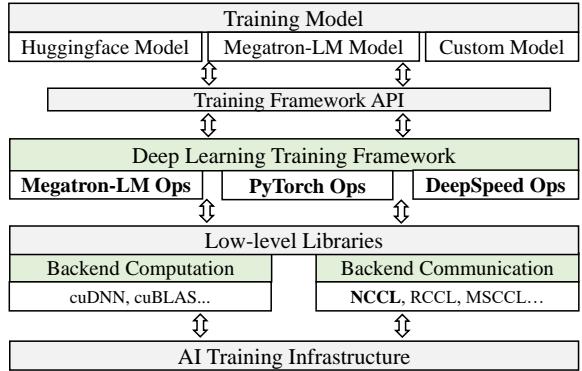 Training Model
Huggingface Model Megatron-LM Model Custom Model
Training Framework API
Deep Learning Training Framework
Megatron-LM Ops PyTorch Ops DeepSpeed Ops
Low-level Libraries
Backend Computation Backend Communication
cuDNN, cuBLAS... NCCL, RCCL, MSCCL…
AI Training Infrastructure